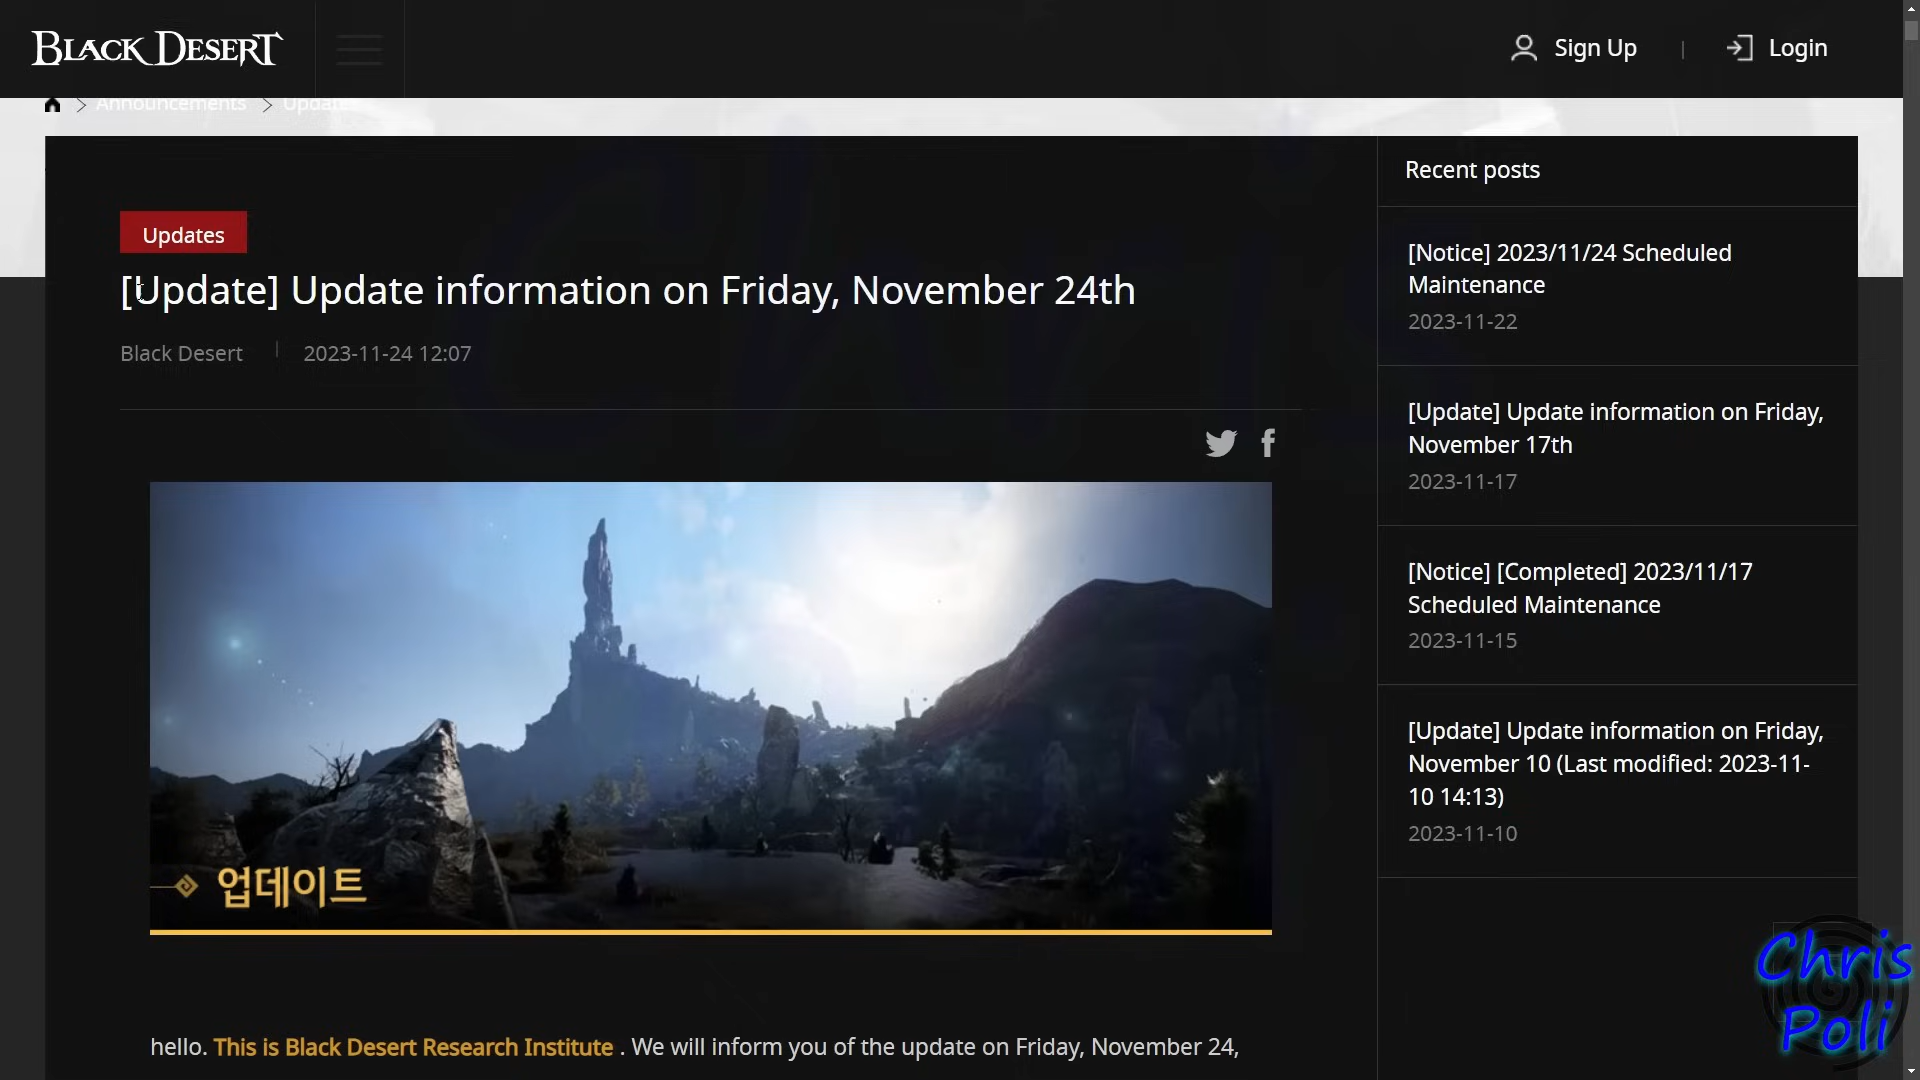 BLACK DESERT
Sign Up
Login
Announcements
Updates
Updates
[Update] Update information on Friday, November 24th
Black Desert
2023-11-24 12:07
업데이트
hello. This is Black Desert Research Institute . We will inform you of the update on Friday, November 24,
Recent posts
[Notice] 2023/11/24 Scheduled
Maintenance
2023-11-22
[Update] Update information on Friday,
November 17th
2023-11-17
[Notice] [Completed] 2023/11/17
Scheduled Maintenance
2023-11-15
[Update] Update information on Friday,
November 10 (Last modified: 2023-11-
10 14:13)
2023-11-10
Chris
Poli